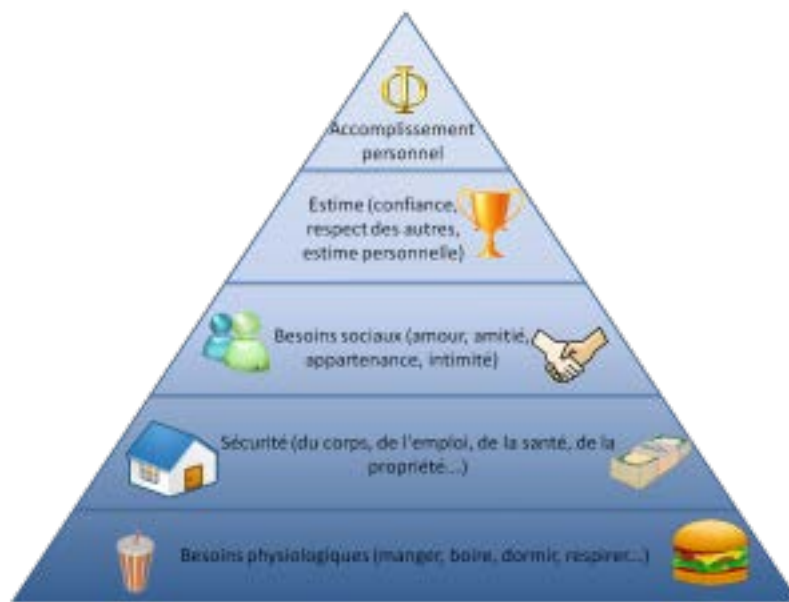 Φ
Accomplissement
personnel
Estime (confiance,
respect des autres,
estime personnelle)
Besoins sociaux (amour, amitié,
appartenance, intimité)
Sécurité (du corps, de l'emploi, de la santé, de la
propriété...)
Besoins physiologiques (manger, boire, dormir, respirer...)